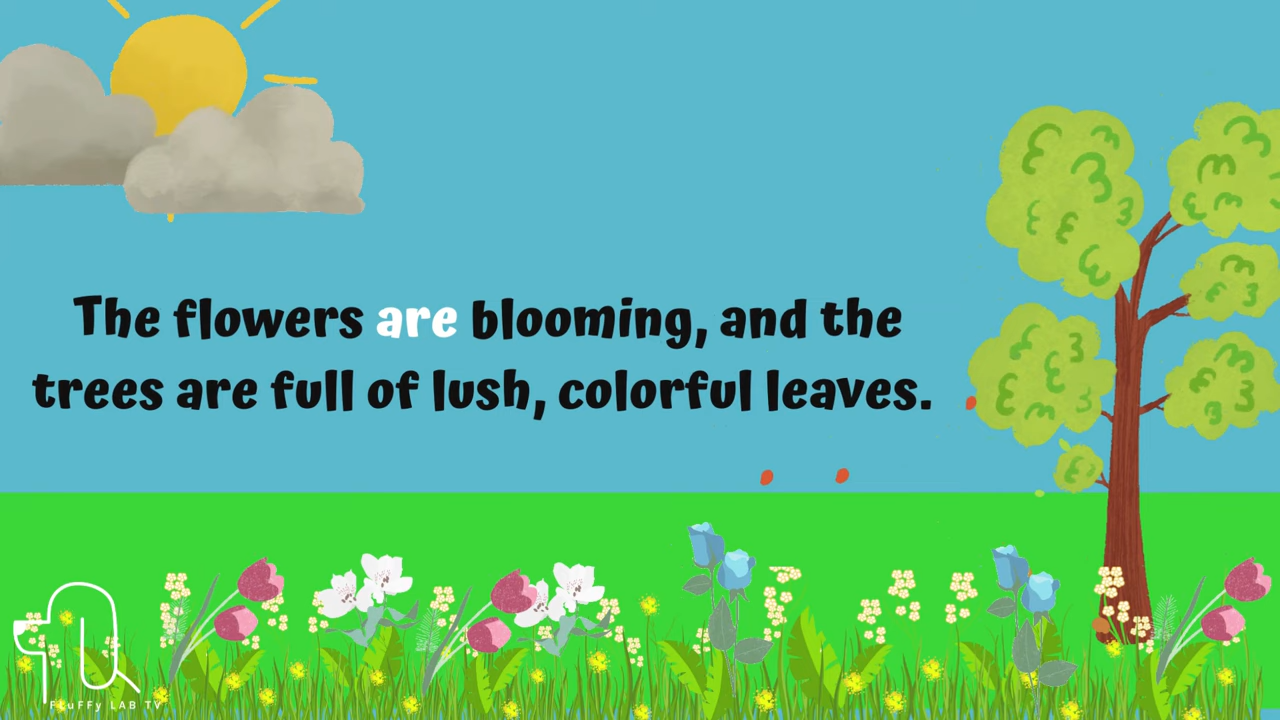 The flowers are blooming, and the
trees are full of lush, colorful leaves.
FLuFFy LAB TV